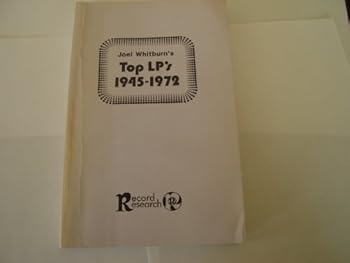 Joel Whitburn's
Top LP's
1945-1972
Record
Research